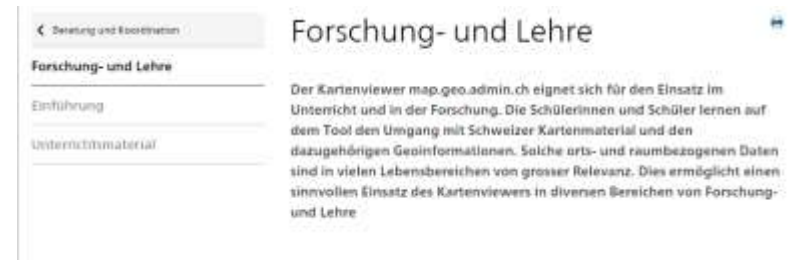 Beratung und Koordination
Forschung- und Lehre
Einführung
Unterrichtsmaterial
Forschung- und Lehre
Der Kartenviewer map.geo.admin.ch eignet sich für den Einsatz im
Unterricht und in der Forschung. Die Schülerinnen und Schüler lernen auf
dem Tool den Umgang mit Schweizer Kartenmaterial und den
dazugehörigen Geoinformationen. Solche orts- und raumbezogenen Daten
sind in vielen Lebensbereichen von grosser Relevanz. Dies ermöglicht einen
sinnvollen Einsatz des Kartenviewers in diversen Bereichen von Forschung-
und Lehre